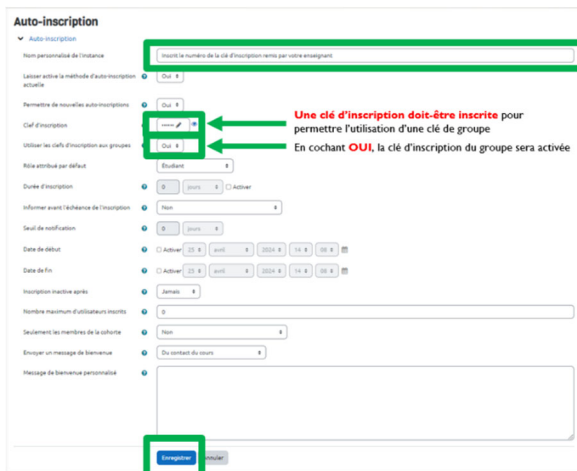 Auto-inscription
Auto-inscription
Nom personnalisé de l'instance
Inscrit le numéro de la clé d'inscription remis par votre enseignant
Laisser active la méthode d'auto-inscription actuelle
Oui
Permettre de nouvelles auto-inscriptions
Oui
Clef d'inscription
Une clé d'inscription doit-être inscrite pour
permettre l'utilisation d'une clé de groupe
Utiliser les clefs d'inscription aux groupes
Oui
En cochant OUI, la clé d'inscription du groupe sera activée
Rôle attribué par défaut
Étudiant
Durée d'inscription
0 jours Activer
Informer avant l'échéance de l'inscription
Non
Seuil de notification
0 jours
Date de début
Activer 25 avril 2024 14 08
Date de fin
Activer 25 avril 2024 14 08
Inscription inactive après
Jamais
Nombre maximum d'utilisateurs inscrits
0
Seulement les membres de la cohorte
Non
Envoyer un message de bienvenue
Du contact du cours
Message de bienvenue personnalisé
Enregistrer